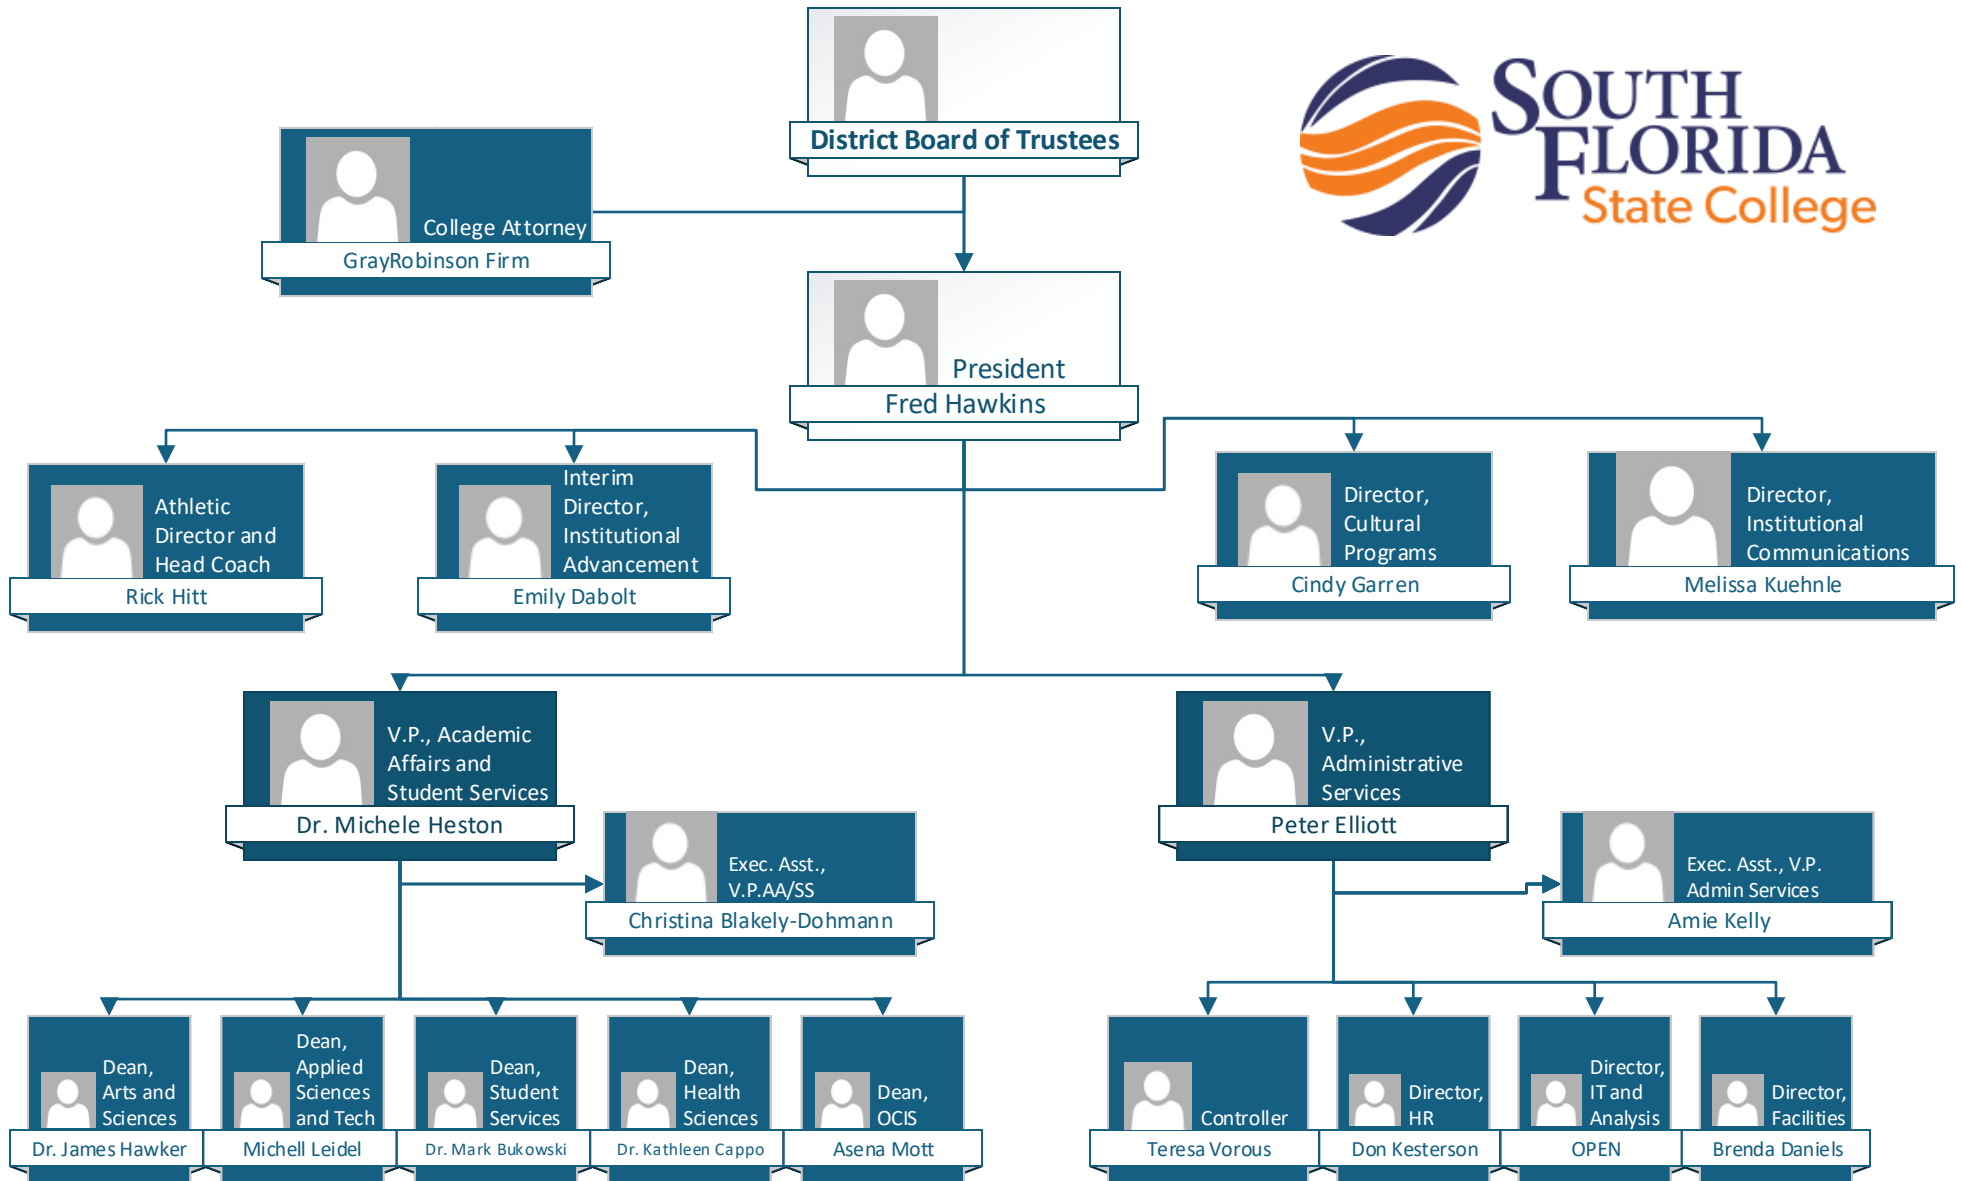 District Board of Trustees
SOUTH
FLORIDA
State College
College Attorney
GrayRobinson Firm
President
Fred Hawkins
Athletic
Director and
Head Coach
Rick Hitt
Interim
Director,
Institutional
Advancement
Emily Dabolt
Director,
Cultural
Programs
Cindy Garren
Director,
Institutional
Communications
Melissa Kuehnle
V.P., Academic
Affairs and
Student Services
Dr. Michele Heston
V.P.,
Administrative
Services
Peter Elliott
Exec. Asst.,
V.P.AA/SS
Christina Blakely-Dohmann
Exec. Asst., V.P.
Admin Services
Amie Kelly
Dean,
Arts and
Sciences
Dr. James Hawker
Dean,
Applied
Sciences
and Tech
Michell Leidel
Dean,
Student
Services
Dr. Mark Bukowski
Dean,
Health
Sciences
Dr. Kathleen Cappo
Dean,
OCIS
Asena Mott
Controller
Teresa Vorous
Director,
HR
Don Kesterson
Director,
IT and
Analysis
OPEN
Director,
Facilities
Brenda Daniels